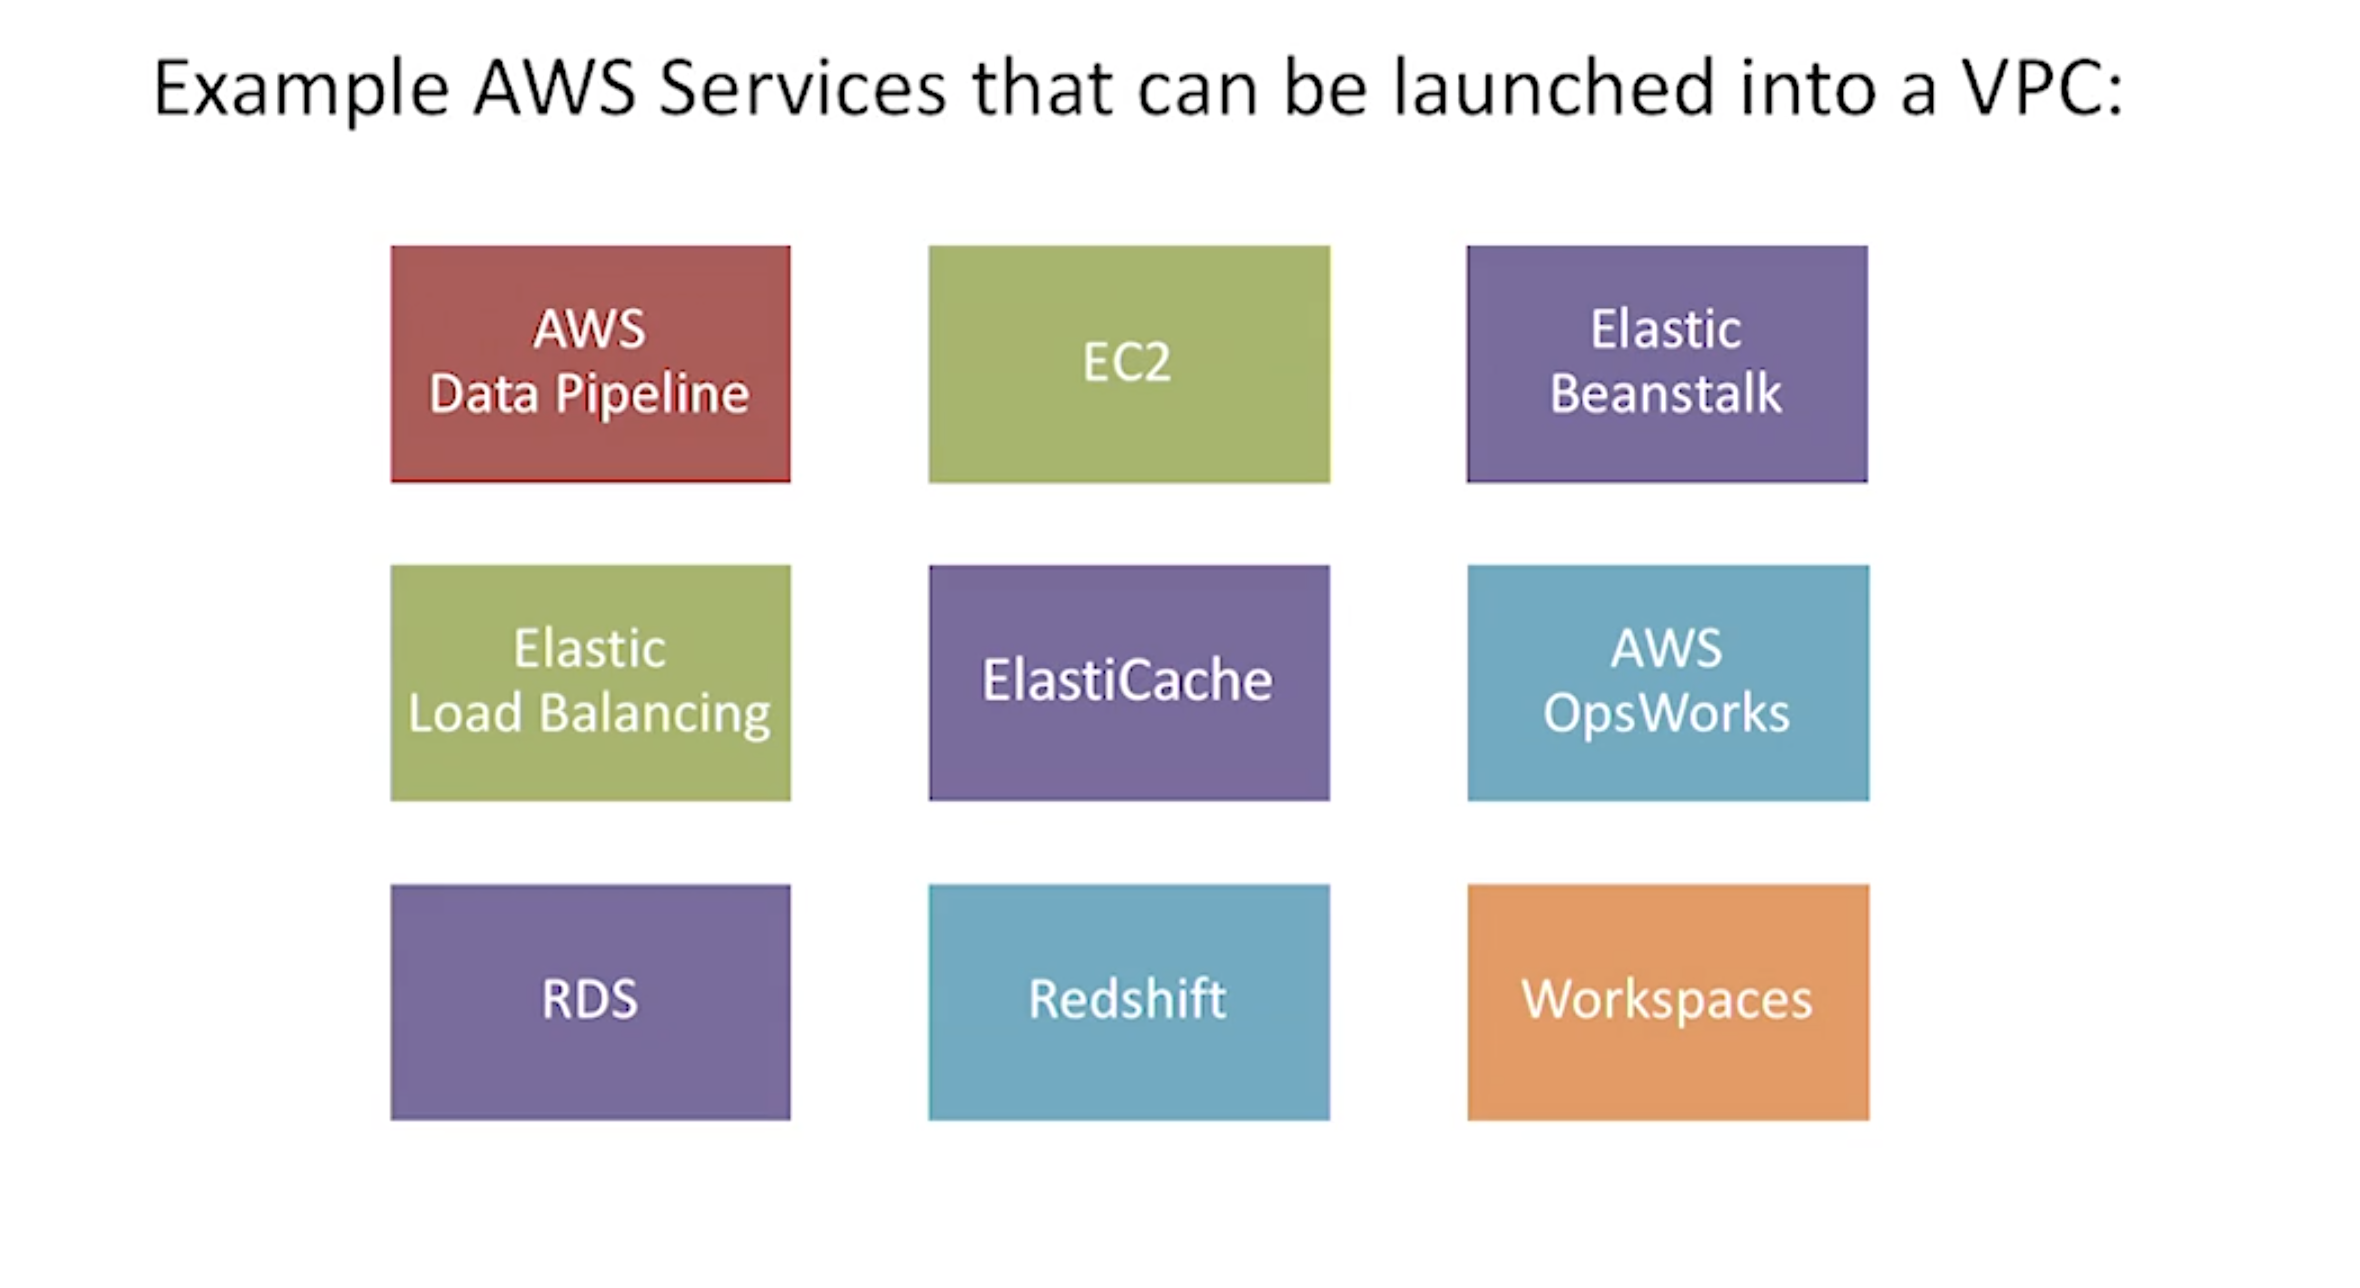 Example AWS Services that can be launched into a VPC:
AWS
Data Pipeline
EC2
Elastic
Beanstalk
Elastic
Load Balancing
ElastiCache
AWS
OpsWorks
RDS
Redshift
Workspaces